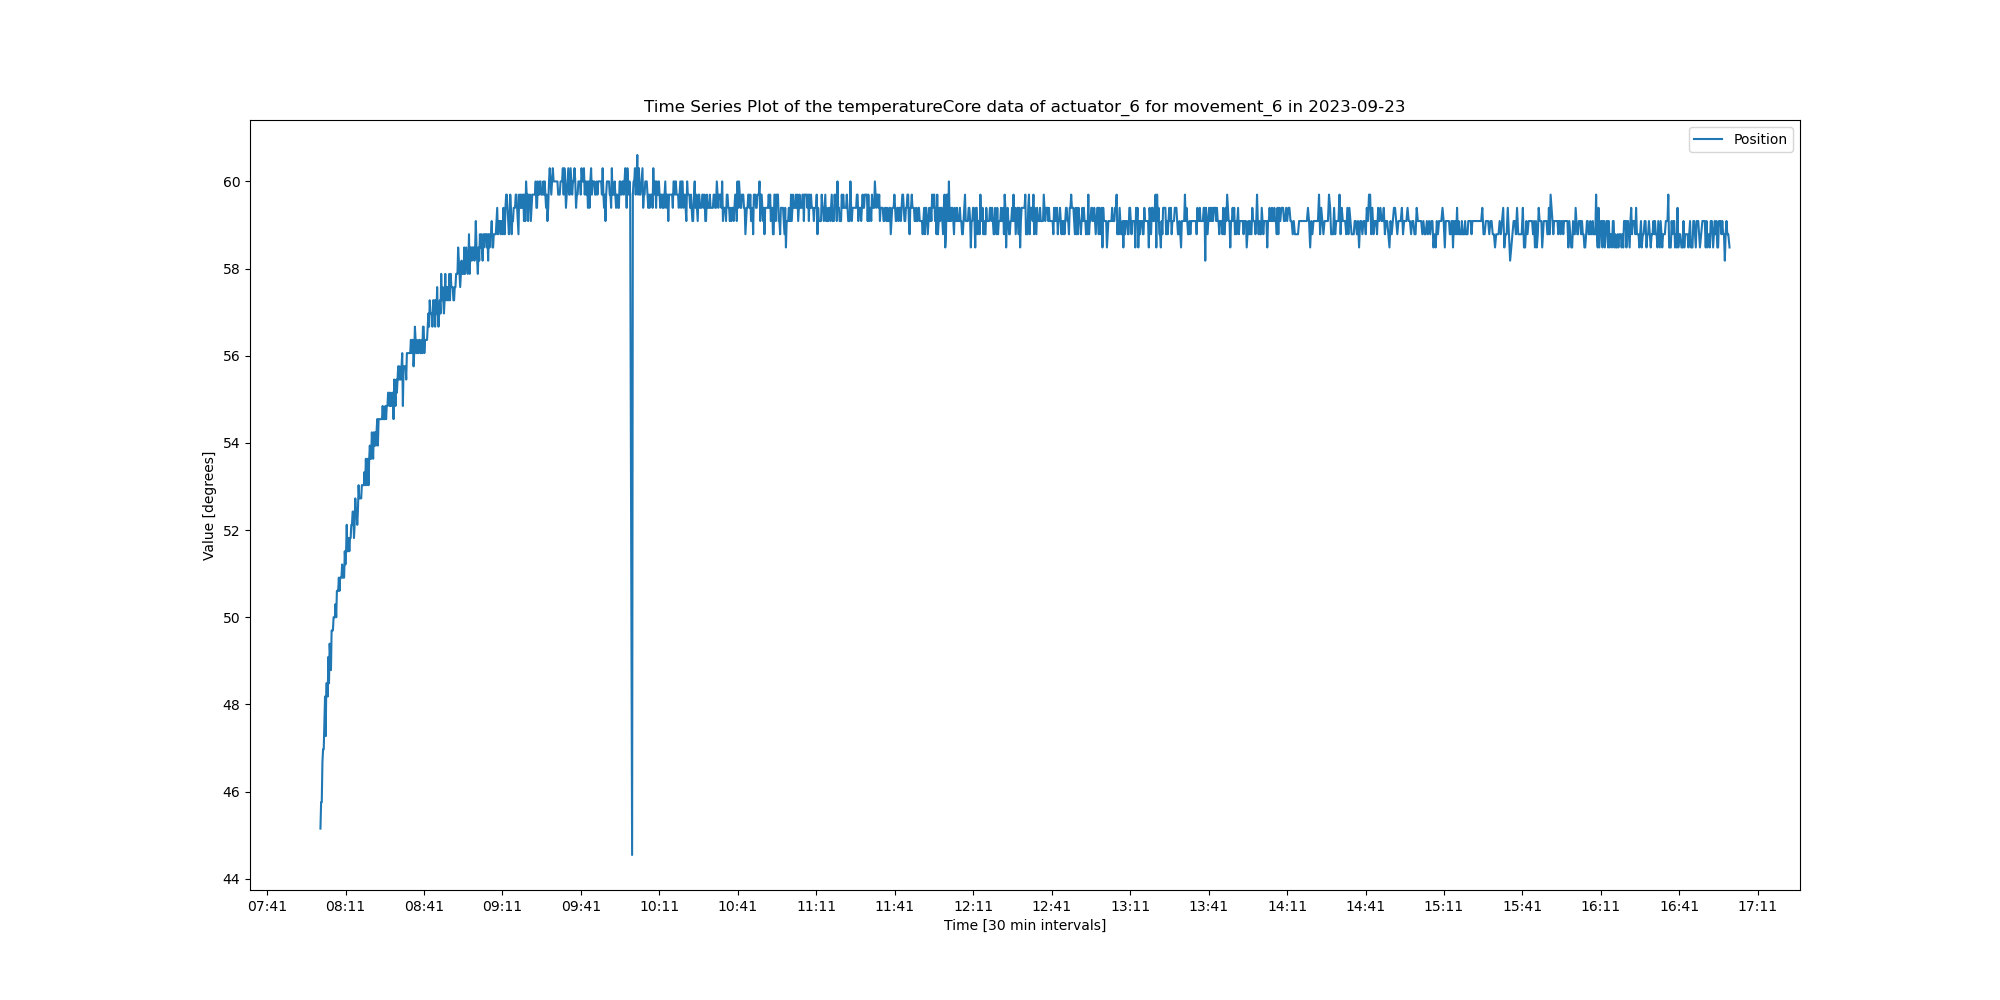 Time Series Plot of the temperatureCore data of actuator_6 for movement_6 in 2023-09-23
Position
60
58
56
54
52
50
48
46
44
Value [degrees]
07:41 08:11 08:41 09:11 09:41 10:11 10:41 11:11 11:41 12:11 12:41 13:11 13:41 14:11 14:41 15:11 15:41 16:11 16:41 17:11
Time [30 min intervals]